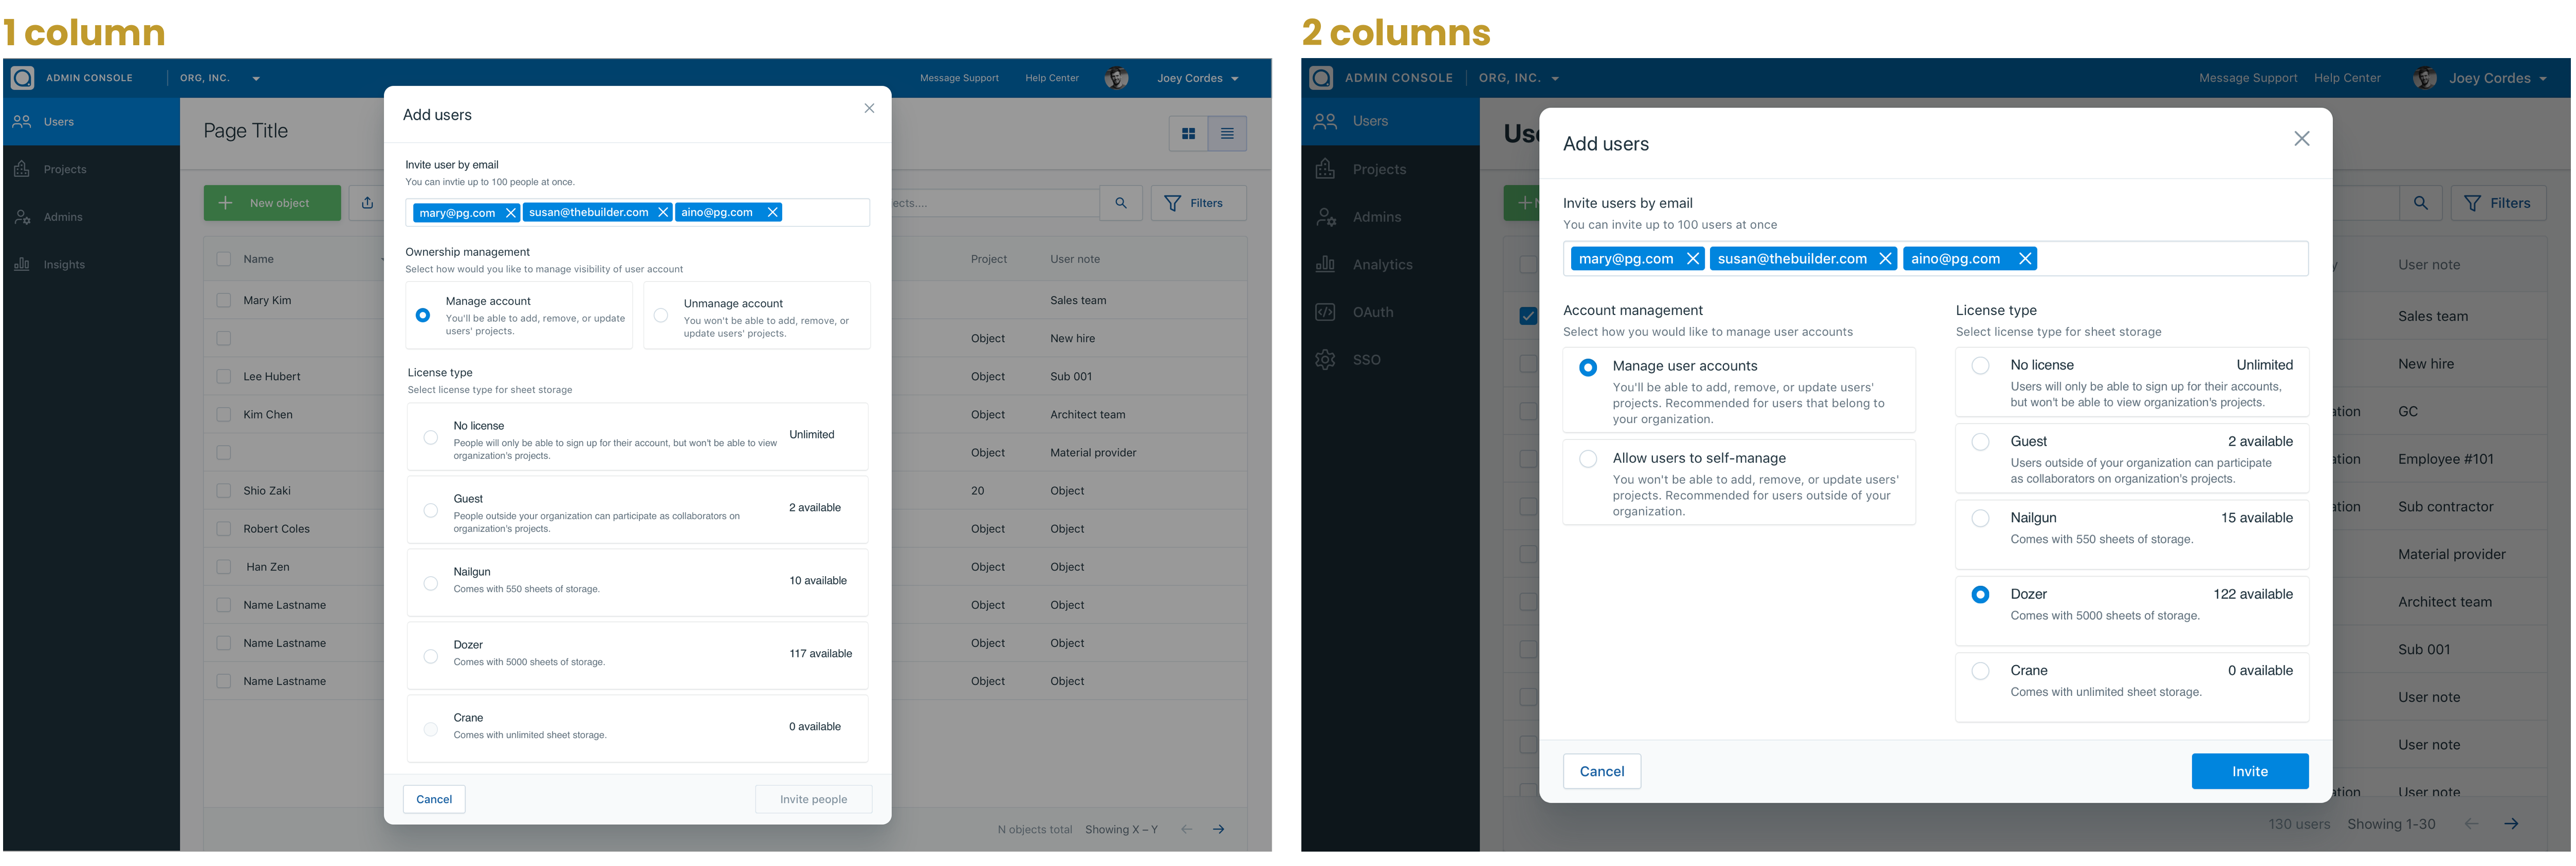 1 column
ADMIN CONSOLE ORG, INC. Message Support Help Center Joey Cordes
Users
Projects
Admins
Insights
Page Title
New object
ects....
Filters
Name Project User note
Mary Kim Sales team
Object New hire
Lee Hubert Object Sub 001
Kim Chen Object Architect team
Object Material provider
Shio Zaki 20 Object
Robert Coles Object Object
Han Zen Object Object
Name Lastname Object Object
Name Lastname Object Object
Name Lastname Object Object
N objects total Showing X – Y
Add users
Invite user by email
You can invtie up to 100 people at once.
mary@pg.com susan@thebuilder.com aino@pg.com
Ownership management
Select how would you like to manage visibility of user account
Manage account
You'll be able to add, remove, or update
users' projects.
Unmanage account
You won't be able to add, remove, or
update users' projects.
License type
Select license type for sheet storage
No license
People will only be able to sign up for their account, but won't be able to view
organization's projects.
Unlimited
Guest
People outside your organization can participate as collaborators on
organization's projects.
2 available
Nailgun
Comes with 550 sheets of storage.
10 available
Dozer
Comes with 5000 sheets of storage.
117 available
Crane
Comes with unlimited sheet storage.
0 available
Cancel Invite people
2 columns
ADMIN CONSOLE ORG, INC. Message Support Help Center Joey Cordes
Users
Projects
Admins
Analytics
OAuth
SSO
Use
Filters
y User note
Sales team
New hire
ation GC
ation Employee #101
ation Sub contractor
Material provider
Architect team
Sub 001
User note
User note
ation User note
130 users Showing 1-30
Add users
Invite users by email
You can invite up to 100 users at once
mary@pg.com susan@thebuilder.com aino@pg.com
Account management
Select how you would like to manage user accounts
Manage user accounts
You'll be able to add, remove, or update users'
projects. Recommended for users that belong to
your organization.
Allow users to self-manage
You won't be able to add, remove, or update users'
projects. Recommended for users outside of your
organization.
License type
Select license type for sheet storage
No license Unlimited
Users will only be able to sign up for their accounts,
but won't be able to view organization's projects.
Guest 2 available
Users outside of your organization can participate
as collaborators on organization's projects.
Nailgun 15 available
Comes with 550 sheets of storage.
Dozer 122 available
Comes with 5000 sheets of storage.
Crane 0 available
Comes with unlimited sheet storage.
Cancel Invite